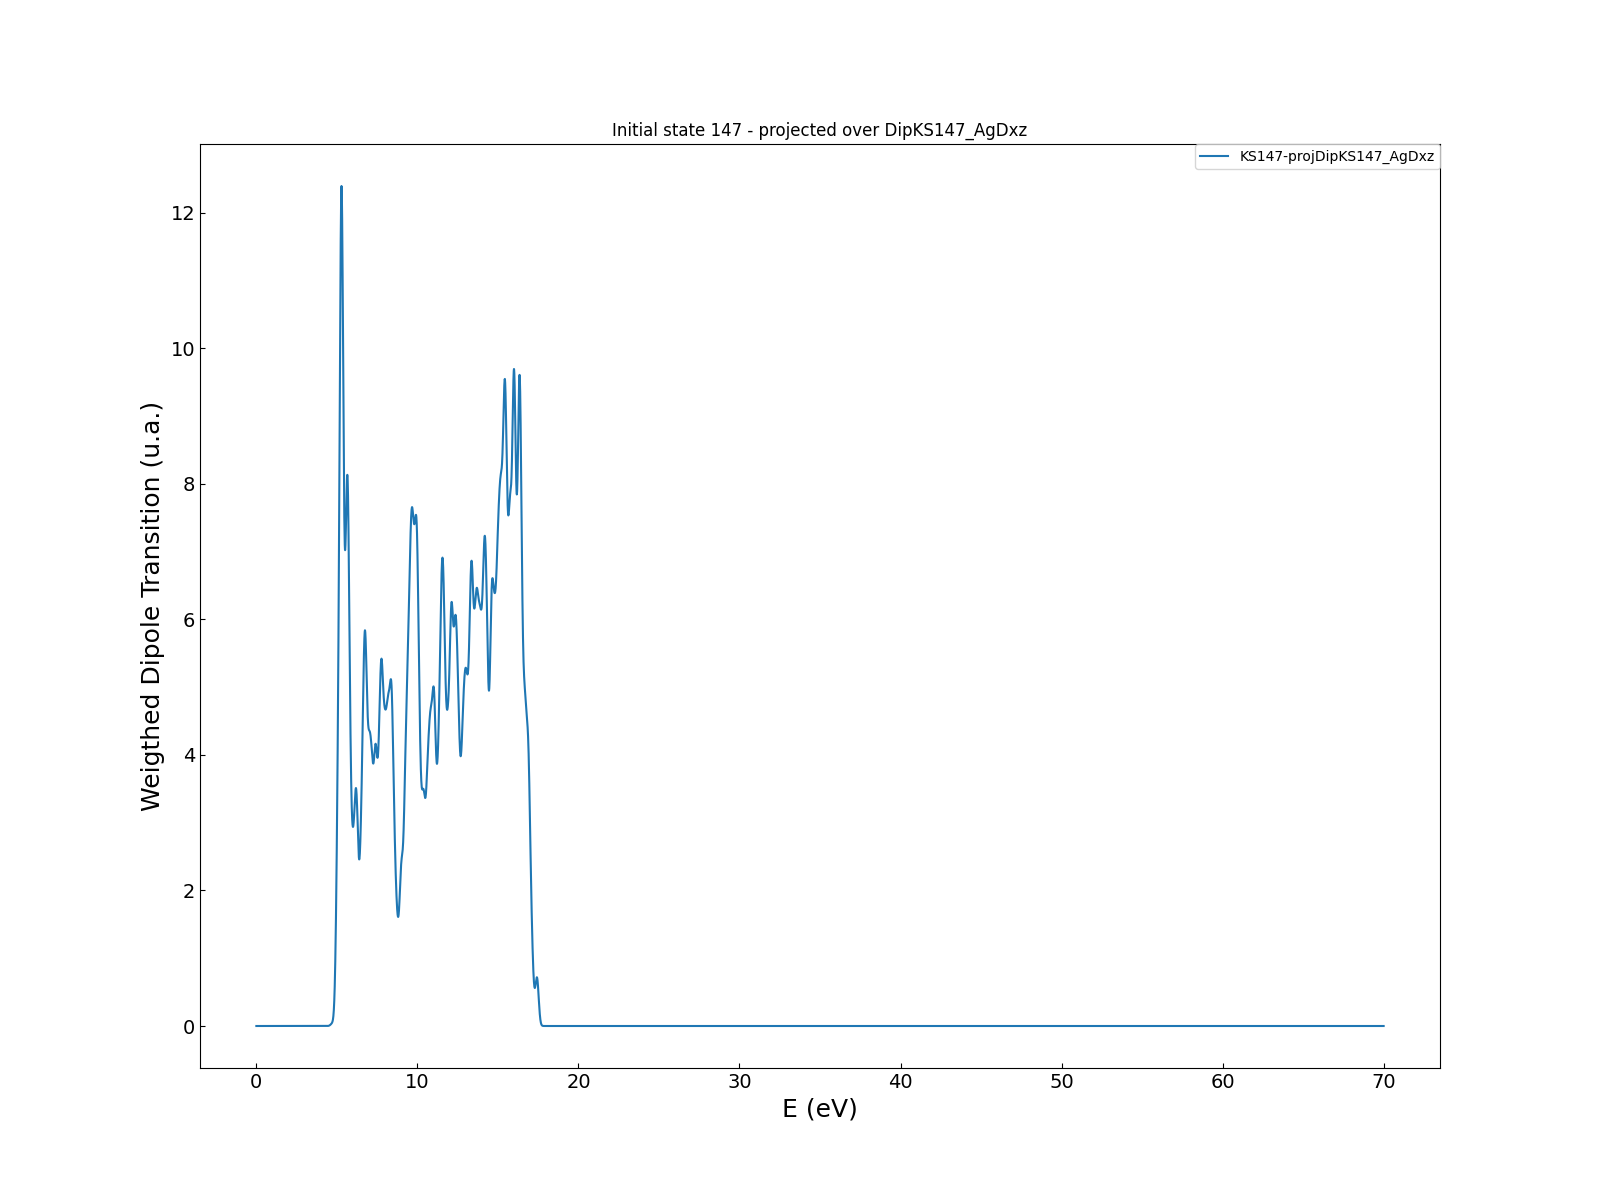 Initial state 147 - projected over DipKS147_AgDxz
KS147-projDipKS147_AgDxz
Weigthed Dipole Transition (u.a.)
12
10
8
6
4
2
0
0 10 20 30 40 50 60 70
E (eV)